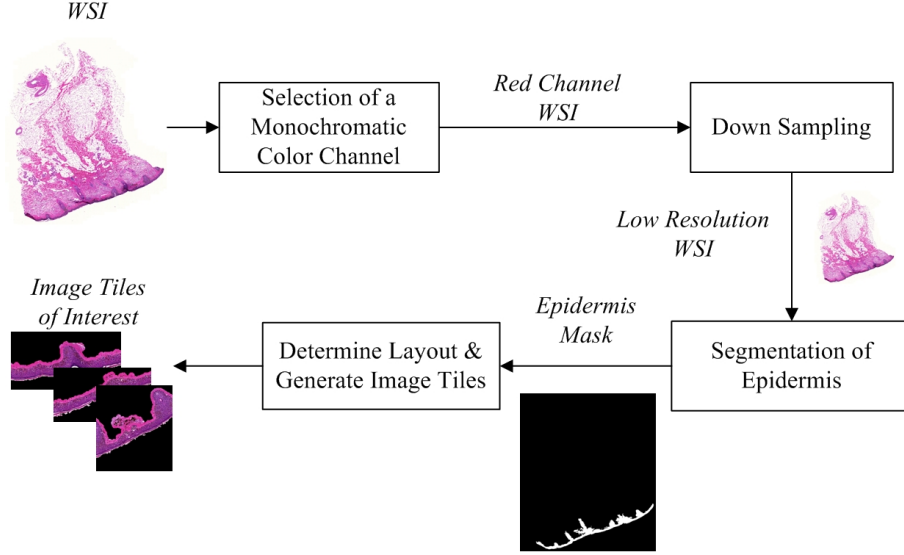 WSI
Selection of a
Monochromatic
Color Channel
Red Channel
WSI
Down Sampling
Low Resolution
WSI
Segmentation of
Epidermis
Epidermis
Mask
Determine Layout &
Generate Image Tiles
Image Tiles
of Interest